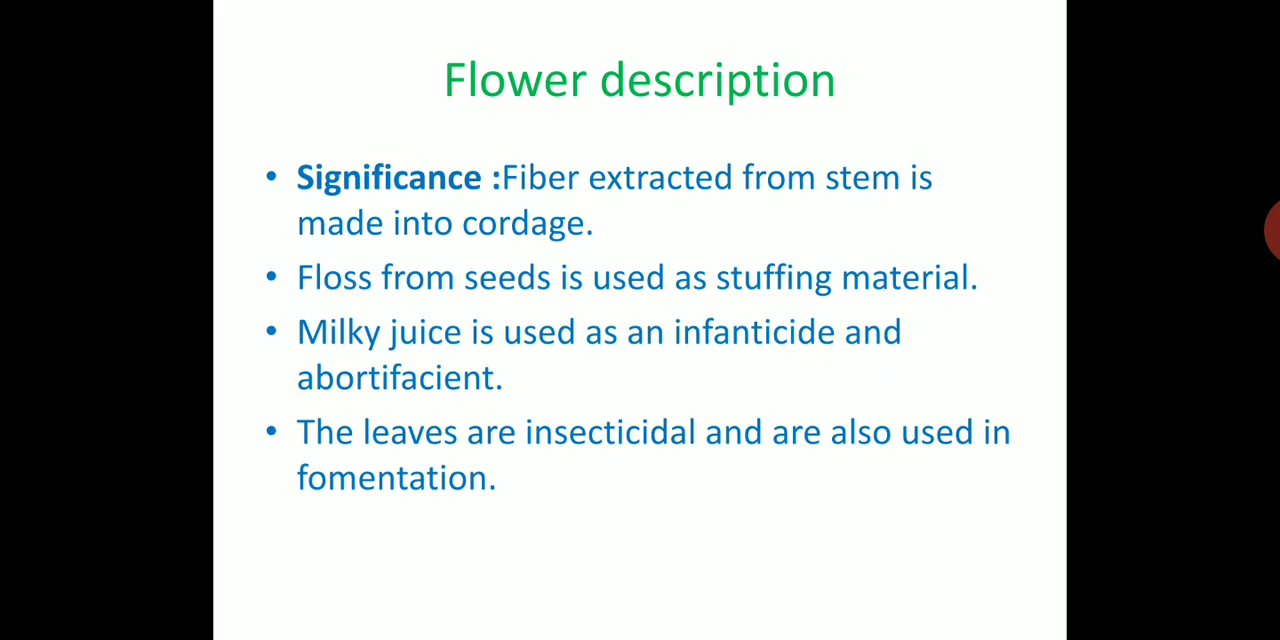 Flower description
• Significance :Fiber extracted from stem is
made into cordage.
• Floss from seeds is used as stuffing material.
• Milky juice is used as an infanticide and
abortifacient.
• The leaves are insecticidal and are also used in
fomentation.